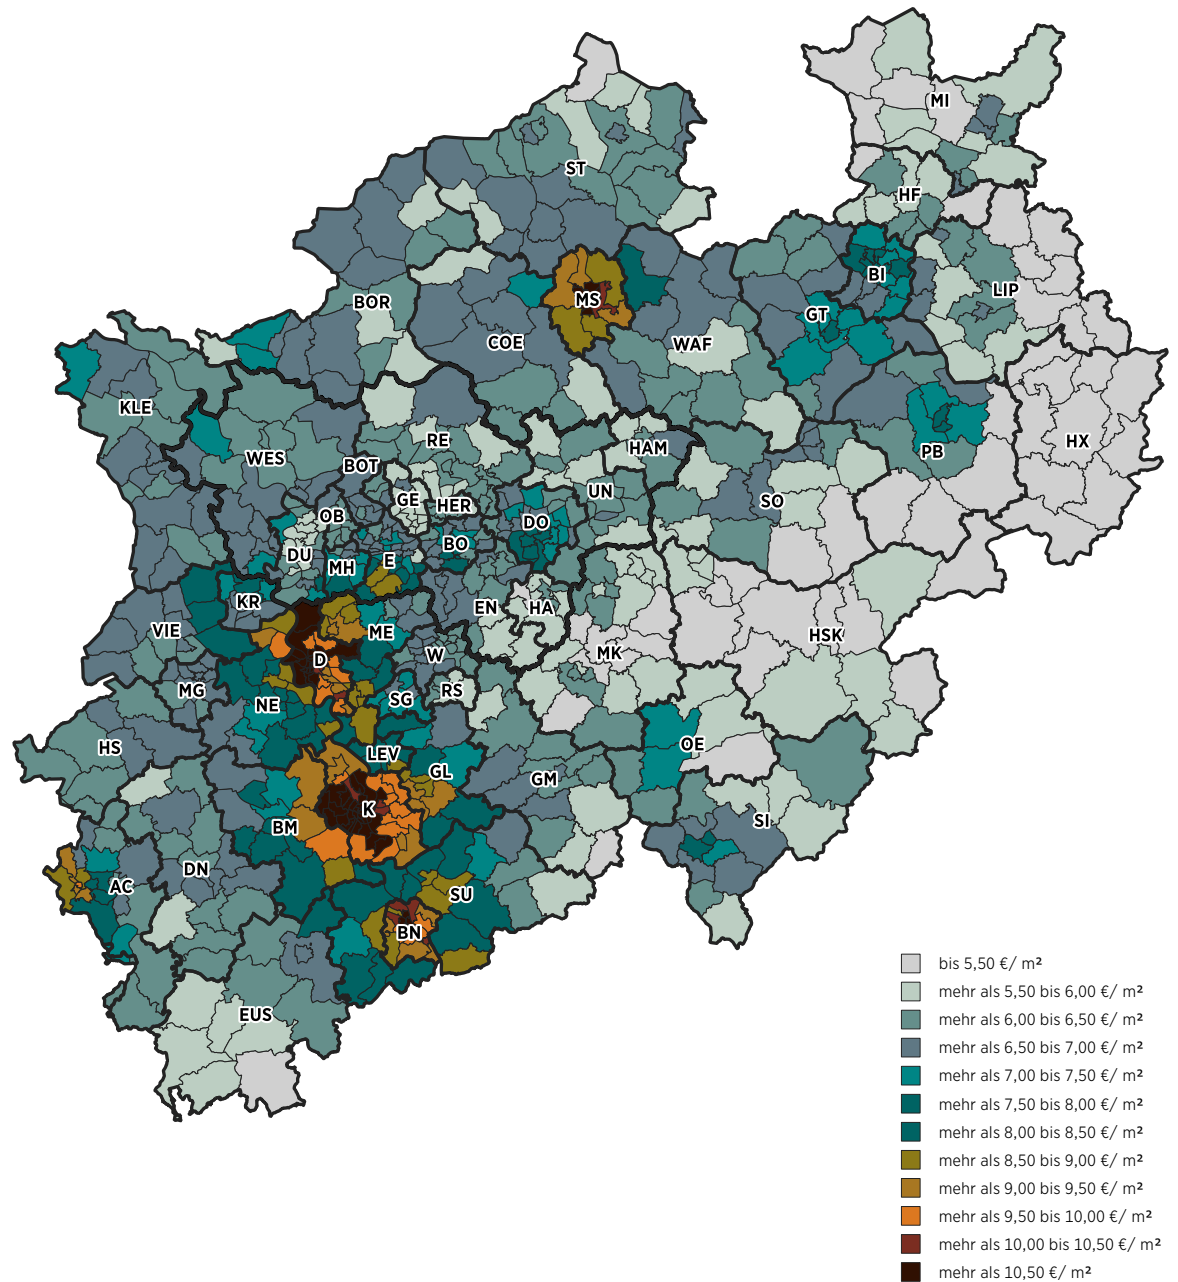 MI
ST
HF
BI
MS
LIP
BOR
GT
COE
WAF
KLE
RE
HX
HAM
PB
WES
BOT
GE
HER
UN
SO
OB
DO
BO
DU
E
MH
KR
EN
HA
VIE
ME
HSK
W
MK
D
MG
RS
SG
NE
OE
HS
LEV
GL
GM
K
SI
BM
DN
AC
SU
BN
EUS
bis 5,50 €/ m²
mehr als 5,50 bis 6,00 €/ m²
mehr als 6,00 bis 6,50 €/ m²
mehr als 6,50 bis 7,00 €/ m²
mehr als 7,00 bis 7,50 €/ m²
mehr als 7,50 bis 8,00 €/ m²
mehr als 8,00 bis 8,50 €/ m²
mehr als 8,50 bis 9,00 €/ m²
mehr als 9,00 bis 9,50 €/ m²
mehr als 9,50 bis 10,00 €/ m²
mehr als 10,00 bis 10,50 €/ m²
mehr als 10,50 €/ m²